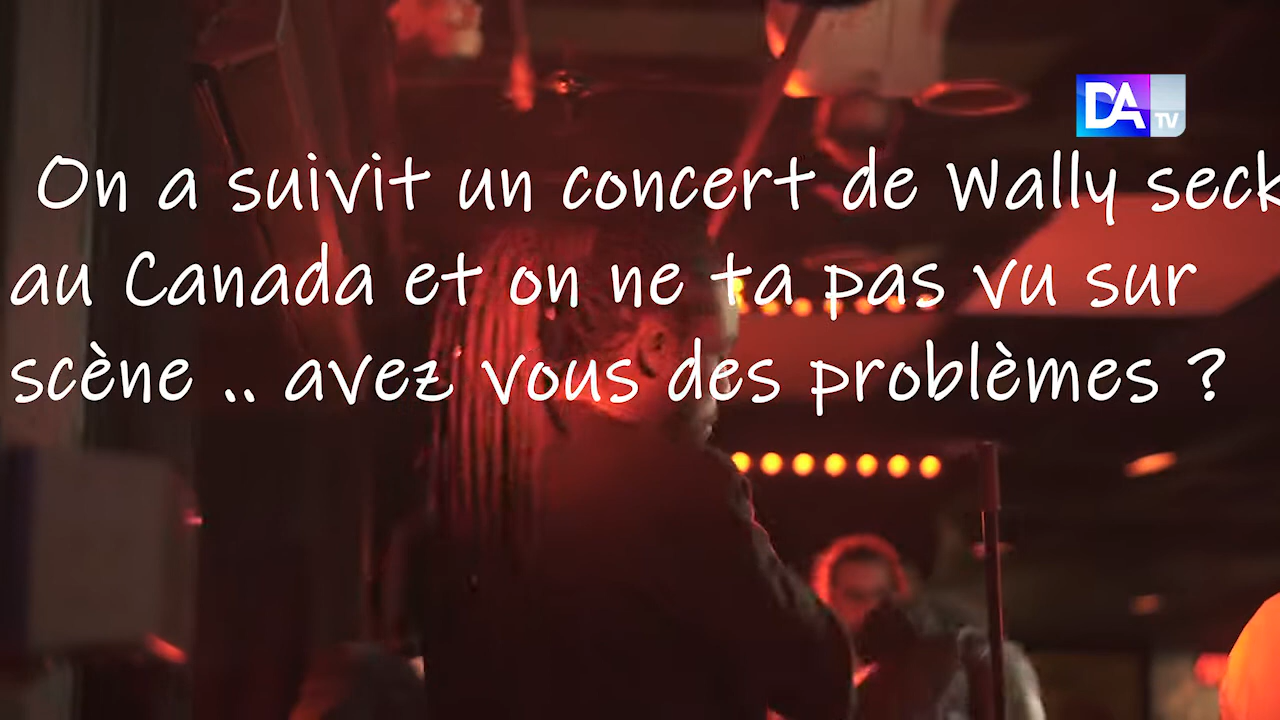 DA TV
On a suivit un concert de Wally seck
au Canada et on ne ta pas vu sur
scène .. avez vous des problèmes ?